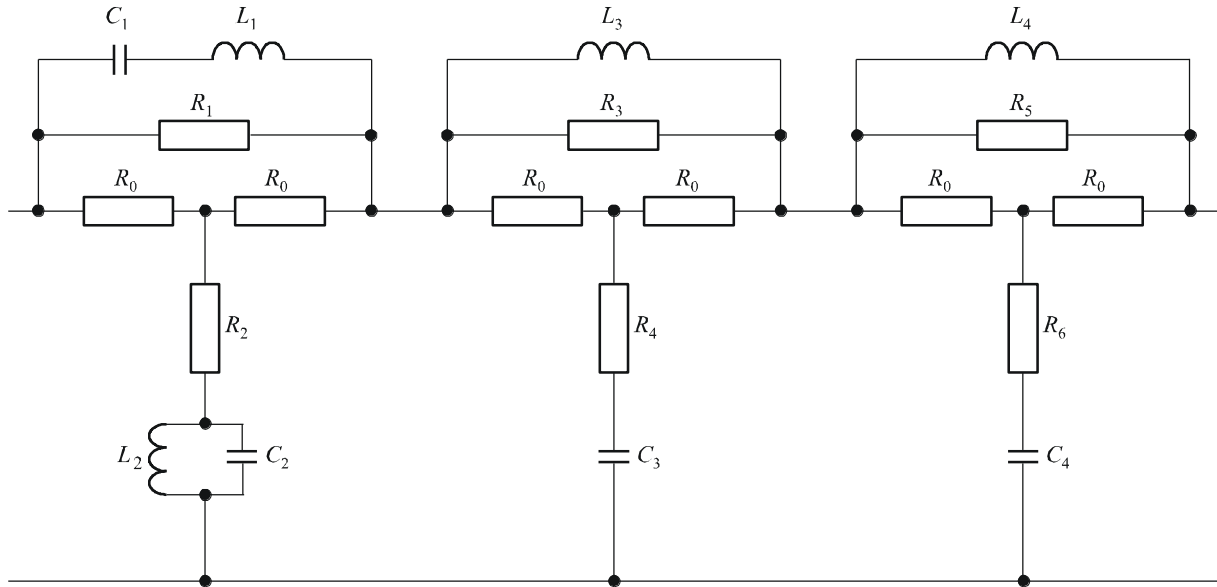 C₁ L₁ L₃ L₄
R₁ R₃ R₅
R₀ R₀ R₀ R₀ R₀ R₀
R₂ R₄ R₆
L₂ C₂ C₃ C₄